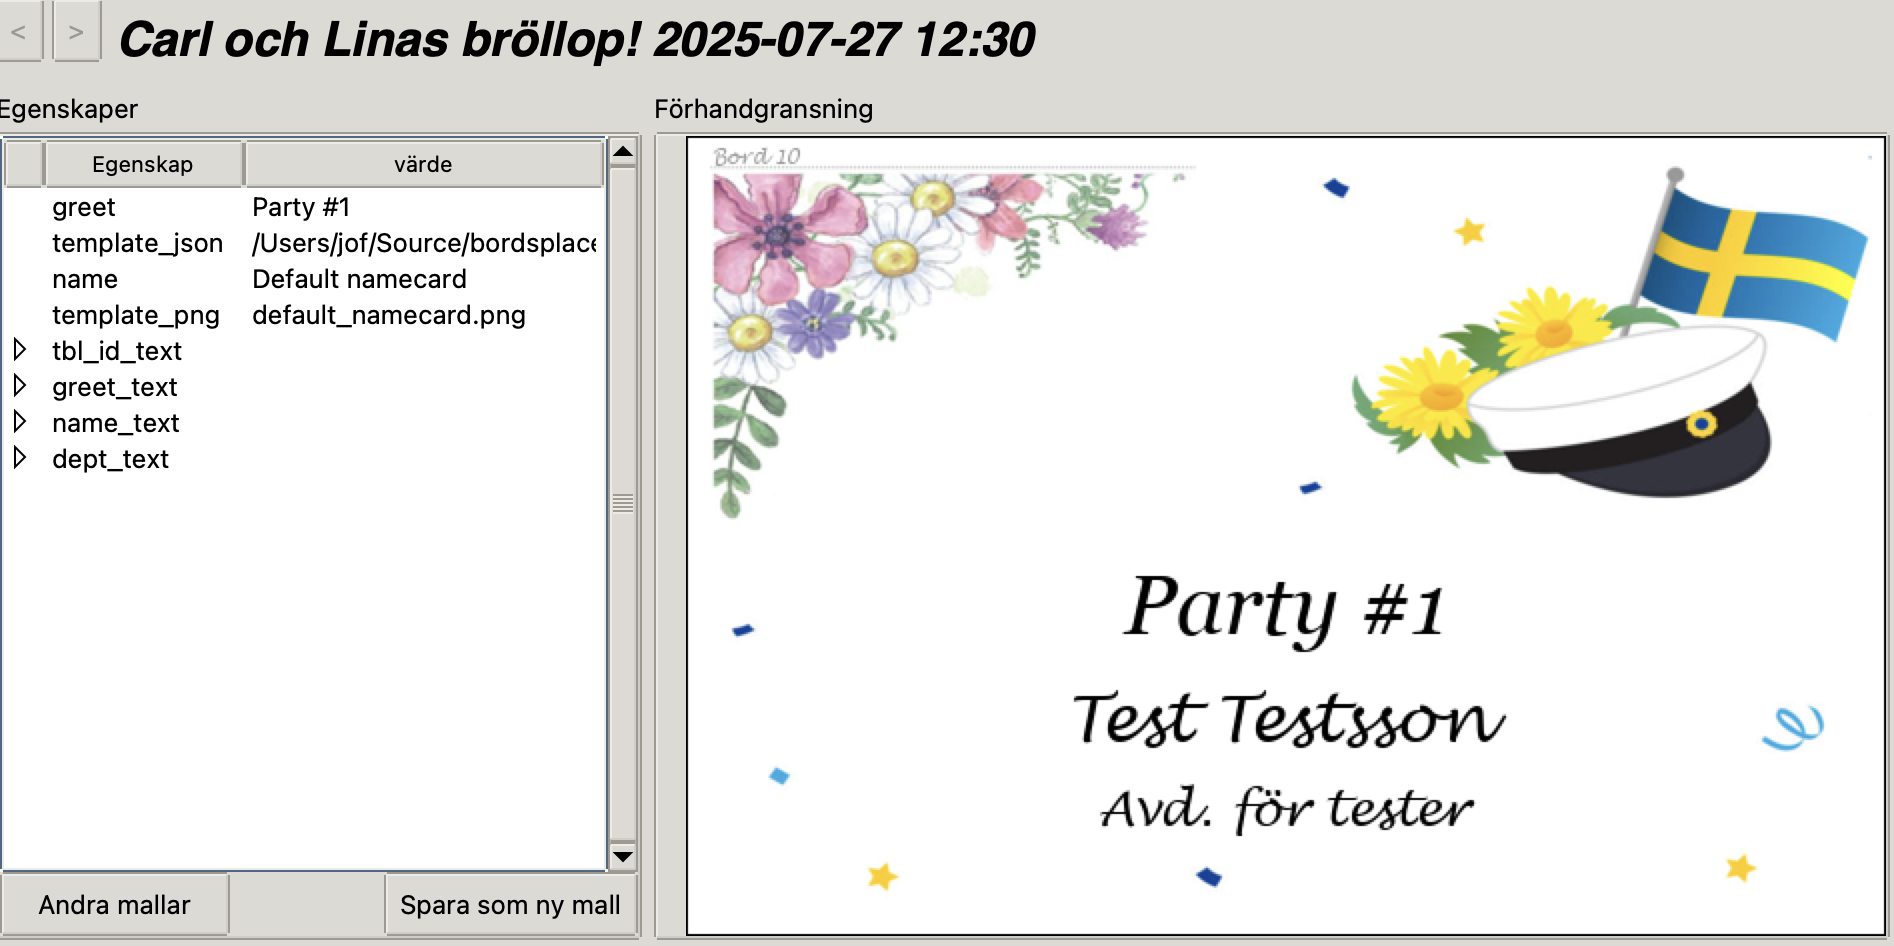 < > Carl och Linas bröllop! 2025-07-27 12:30
Egenskaper
Egenskap värde
greet Party #1
template_json /Users/jof/Source/bordsplace
name Default namecard
template_png default_namecard.png
tbl_id_text
greet_text
name_text
dept_text
Andra mallar
Spara som ny mall
Förhandgransning
Bord 10
Party #1
Test Testsson
Avd. för tester